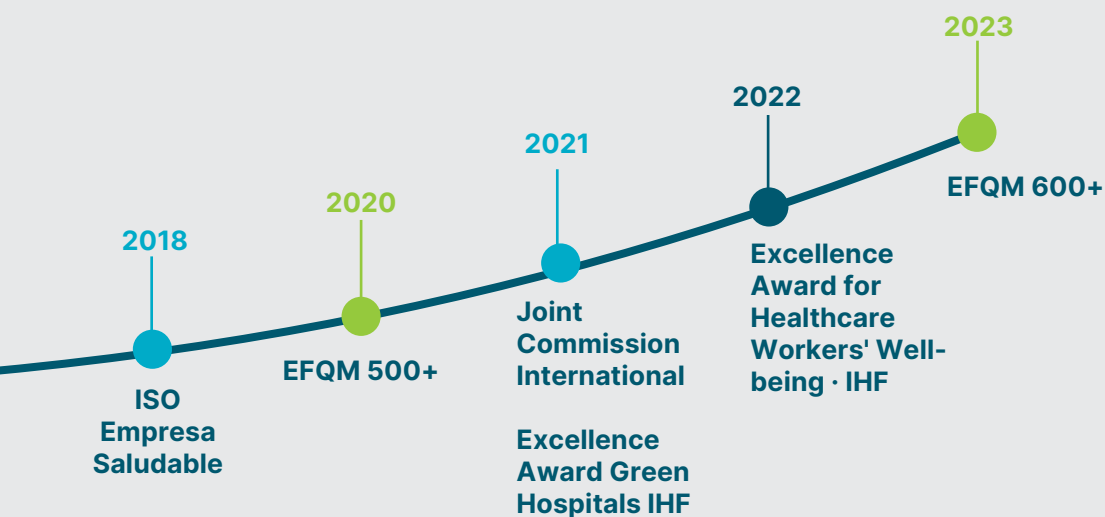 2018
ISO
Empresa
Saludable
2020
EFQM 500+
2021
Joint
Commission
International
Excellence
Award Green
Hospitals IHF
2022
Excellence
Award for
Healthcare
Workers' Well-
being · IHF
2023
EFQM 600+